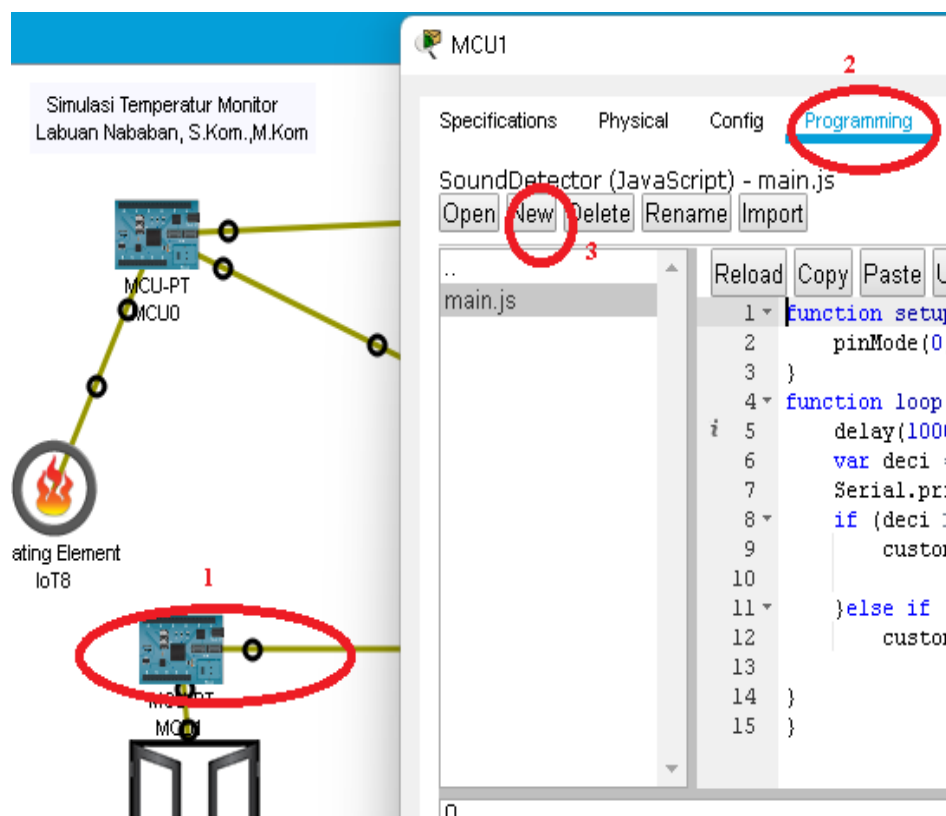 MCU1
2
Simulasi Temperatur Monitor
Labuan Nababan, S.Kom.,M.Kom
Specifications Physical Config Programming
SoundDetector (JavaScript) - main.js
Open New Delete Rename Import
3
..
main.js
Reload Copy Paste U
1 function setup
2 pinMode(0
3 }
4 function loop
i 5 delay(1000
6 var deci =
7 Serial.pri
8 if (deci
9 custom
10
11 }else if
12 custom
13
14 }
15 }
MCU-PT
MCU0
ating Element
IoT8
1
MCU-PT
MCU1